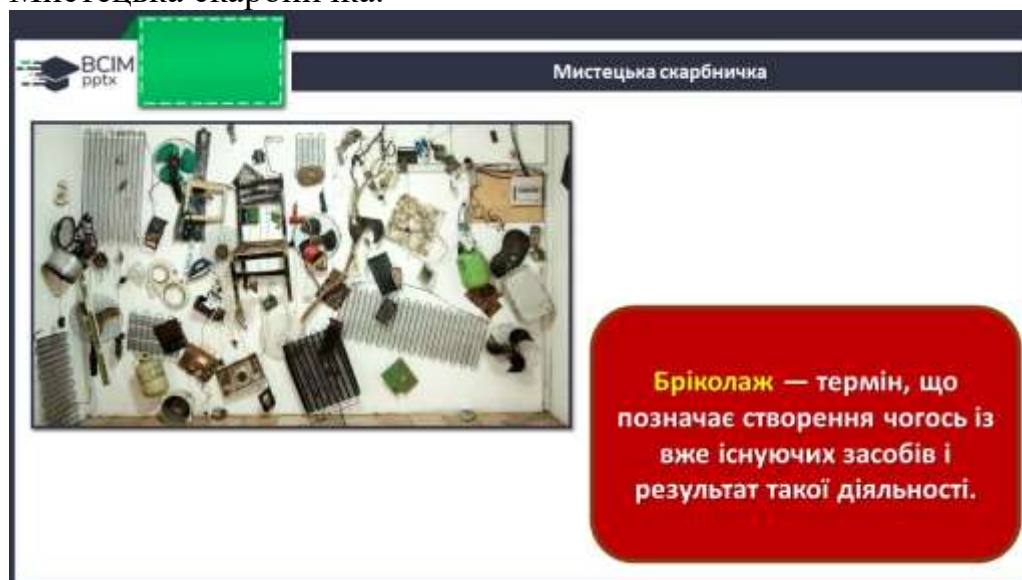 Мистецька скарбничка.
ВСІМ
pptx
Мистецька скарбничка
Бріколаж — термін, що
позначає створення чогось із
вже існуючих засобів і
результат такої діяльності.